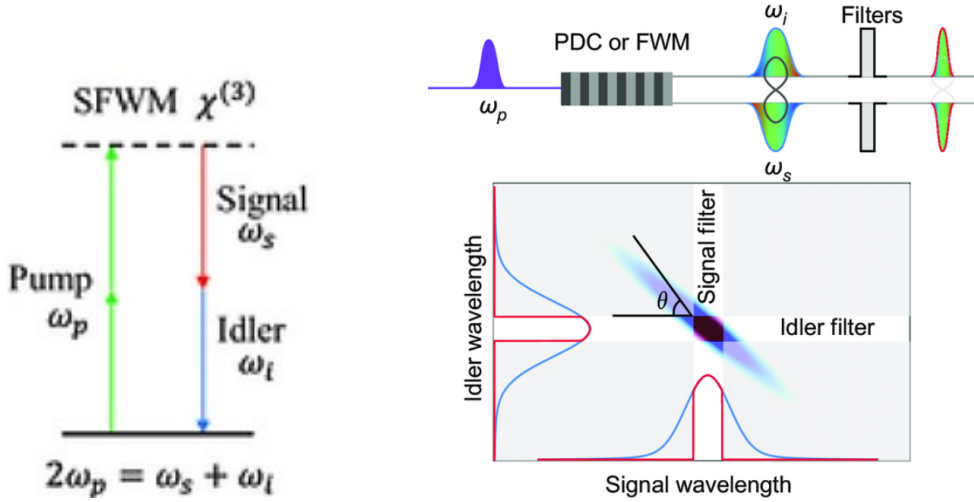 SFWM χ⁽³⁾
Signal
ωₛ
Pump
ωₚ
Idler
ωᵢ
2ωₚ = ωₛ + ωᵢ
ωₚ
PDC or FWM
ωᵢ
ωₛ
Filters
Idler wavelength
Signal filter
θ
Idler filter
Signal wavelength